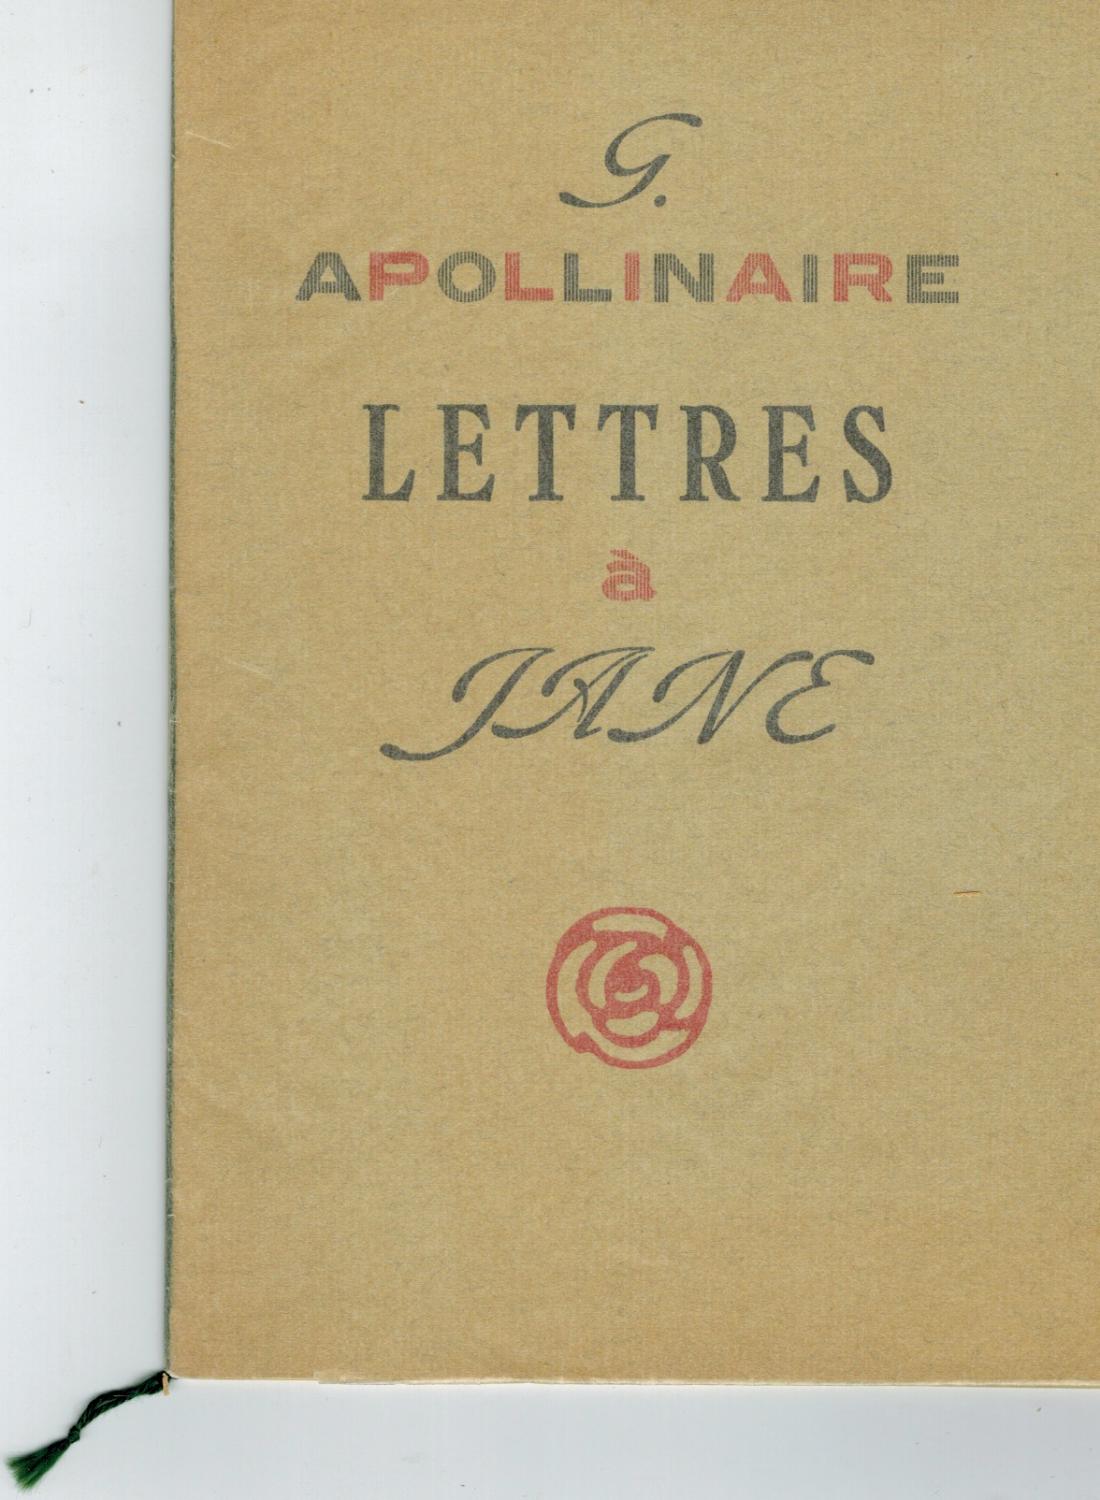 G.
APOLLINAIRE
LETTRES
à
JANE